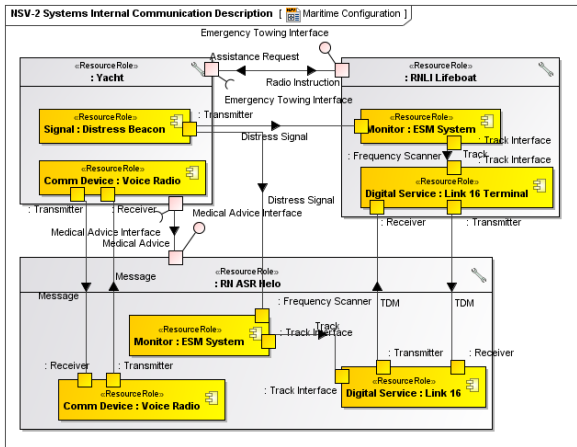 NSV-2 Systems Internal Communication Description [ Maritime Configuration ]
Emergency Towing Interface
Assistance Request
«ResourceRole»
: Yacht
Radio Instruction
«ResourceRole»
: RNLI Lifeboat
Emergency Towing Interface
«ResourceRole»
Signal : Distress Beacon
: Transmitter
Distress Signal
«ResourceRole»
Monitor : ESM System
: Track Interface
: Frequency Scanner
Track
: Track Interface
«ResourceRole»
Comm Device : Voice Radio
«ResourceRole»
Digital Service : Link 16 Terminal
Distress Signal
: Transmitter
: Receiver
Medical Advice Interface
: Receiver
: Transmitter
Medical Advice Interface
Medical Advice
«ResourceRole»
: RN ASR Helo
Message
Message
: Frequency Scanner
TDM
TDM
Track
: Track Interface
«ResourceRole»
Monitor : ESM System
: Transmitter
: Receiver
: Receiver
: Transmitter
«ResourceRole»
Comm Device : Voice Radio
: Track Interface
«ResourceRole»
Digital Service : Link 16